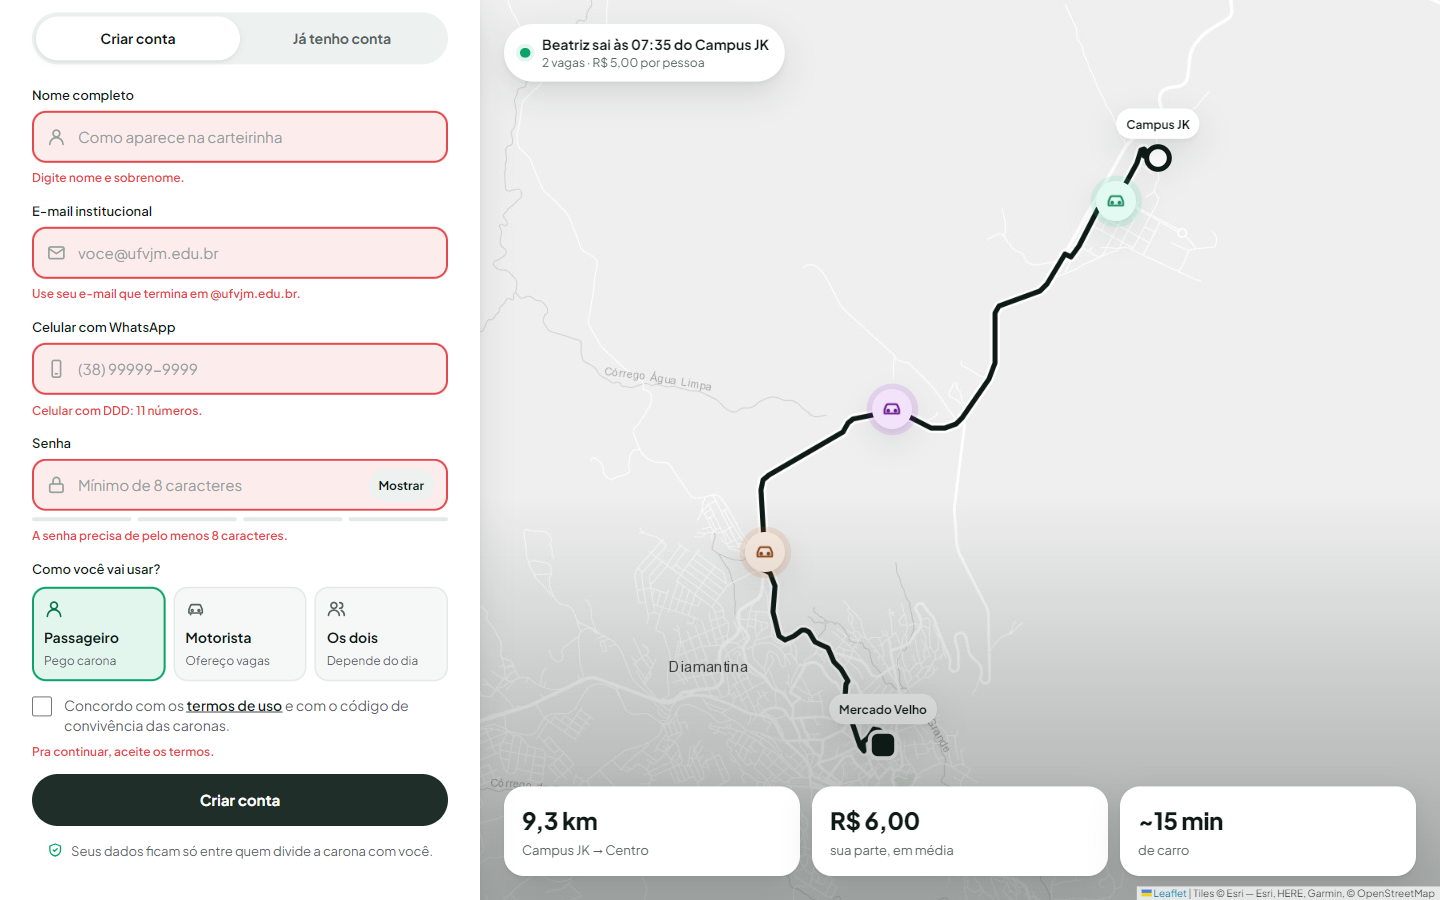 Criar conta
Já tenho conta
Nome completo
Como aparece na carteirinha
Digite nome e sobrenome.
E-mail institucional
voce@ufvjm.edu.br
Use seu e-mail que termina em @ufvjm.edu.br.
Celular com WhatsApp
(38) 99999-9999
Celular com DDD: 11 números.
Senha
Mínimo de 8 caracteres
Mostrar
A senha precisa de pelo menos 8 caracteres.
Como você vai usar?
Passageiro
Pego carona
Motorista
Ofereço vagas
Os dois
Depende do dia
Concordo com os termos de uso e com o código de
convivência das caronas.
Pra continuar, aceite os termos.
Criar conta
Seus dados ficam só entre quem divide a carona com você.
Beatriz sai às 07:35 do Campus JK
2 vagas · R$ 5,00 por pessoa
Campus JK
Córrego Água Limpa
Diamantina
Mercado Velho
Grande
Córrego
9,3 km
Campus JK → Centro
R$ 6,00
sua parte, em média
~15 min
de carro
Leaflet | Tiles © Esri — Esri, HERE, Garmin, © OpenStreetMap